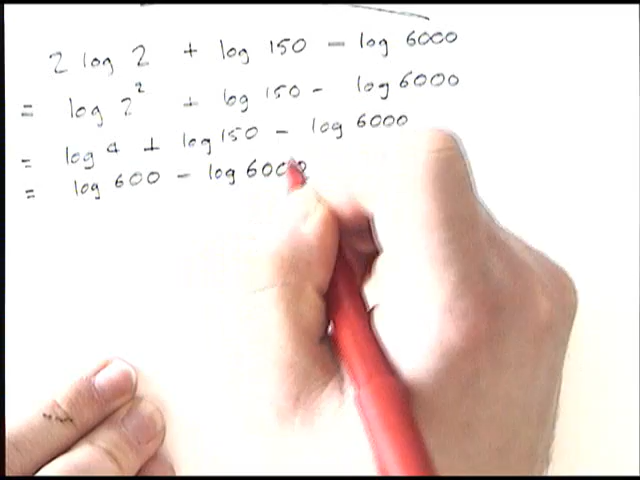 2 log 2 + log 150 - log 6000
= log 2² + log 150 - log 6000
= log 4 + log 150 - log 6000
= log 600 - log 6000